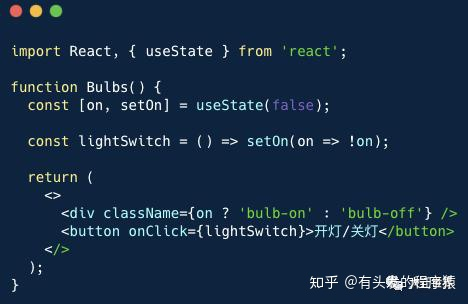 import React, { useState } from 'react';
function Bulbs() {
  const [on, setOn] = useState(false);
  const lightSwitch = () => setOn(on => !on);
  return (
    <>
      <div className={on ? 'bulb-on' : 'bulb-off'} />
      <button onClick={lightSwitch}>开灯/关灯</button>
    </>
  );
}
知乎 @有头发的程序猿